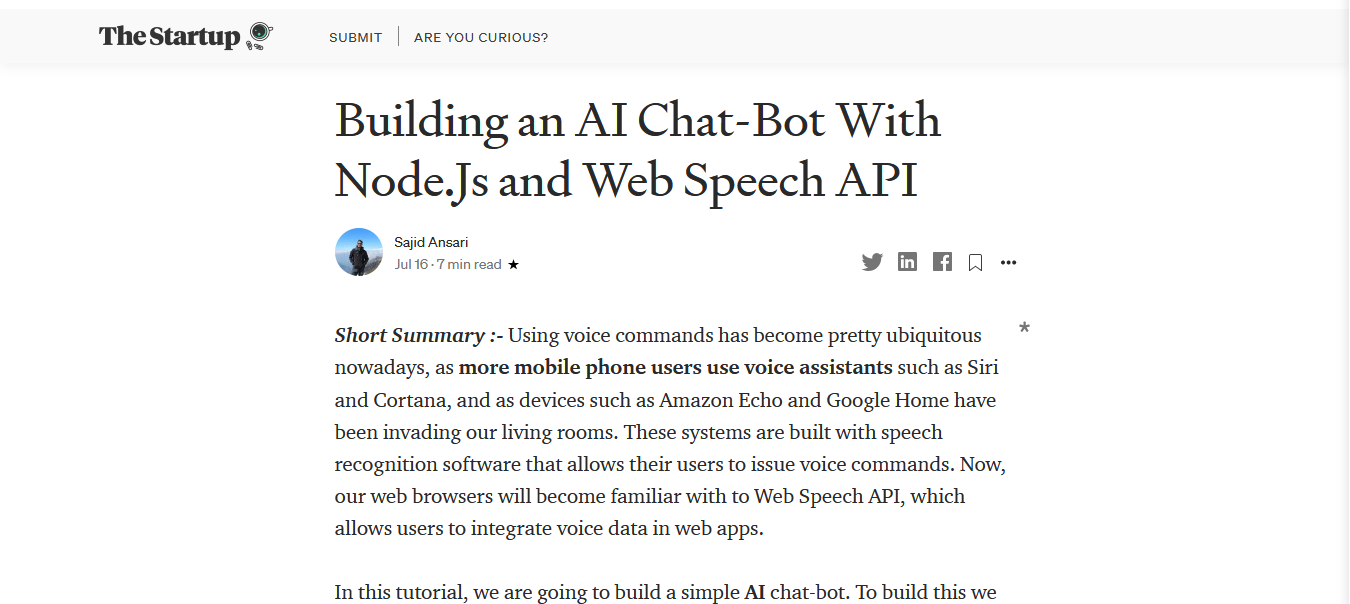 The Startup
SUBMIT
ARE YOU CURIOUS?
Building an AI Chat-Bot With
Node.Js and Web Speech API
Sajid Ansari
Jul 16 · 7 min read ★
Short Summary :- Using voice commands has become pretty ubiquitous
*
nowadays, as more mobile phone users use voice assistants such as Siri
and Cortana, and as devices such as Amazon Echo and Google Home have
been invading our living rooms. These systems are built with speech
recognition software that allows their users to issue voice commands. Now,
our web browsers will become familiar with to Web Speech API, which
allows users to integrate voice data in web apps.
In this tutorial, we are going to build a simple AI chat-bot. To build this we